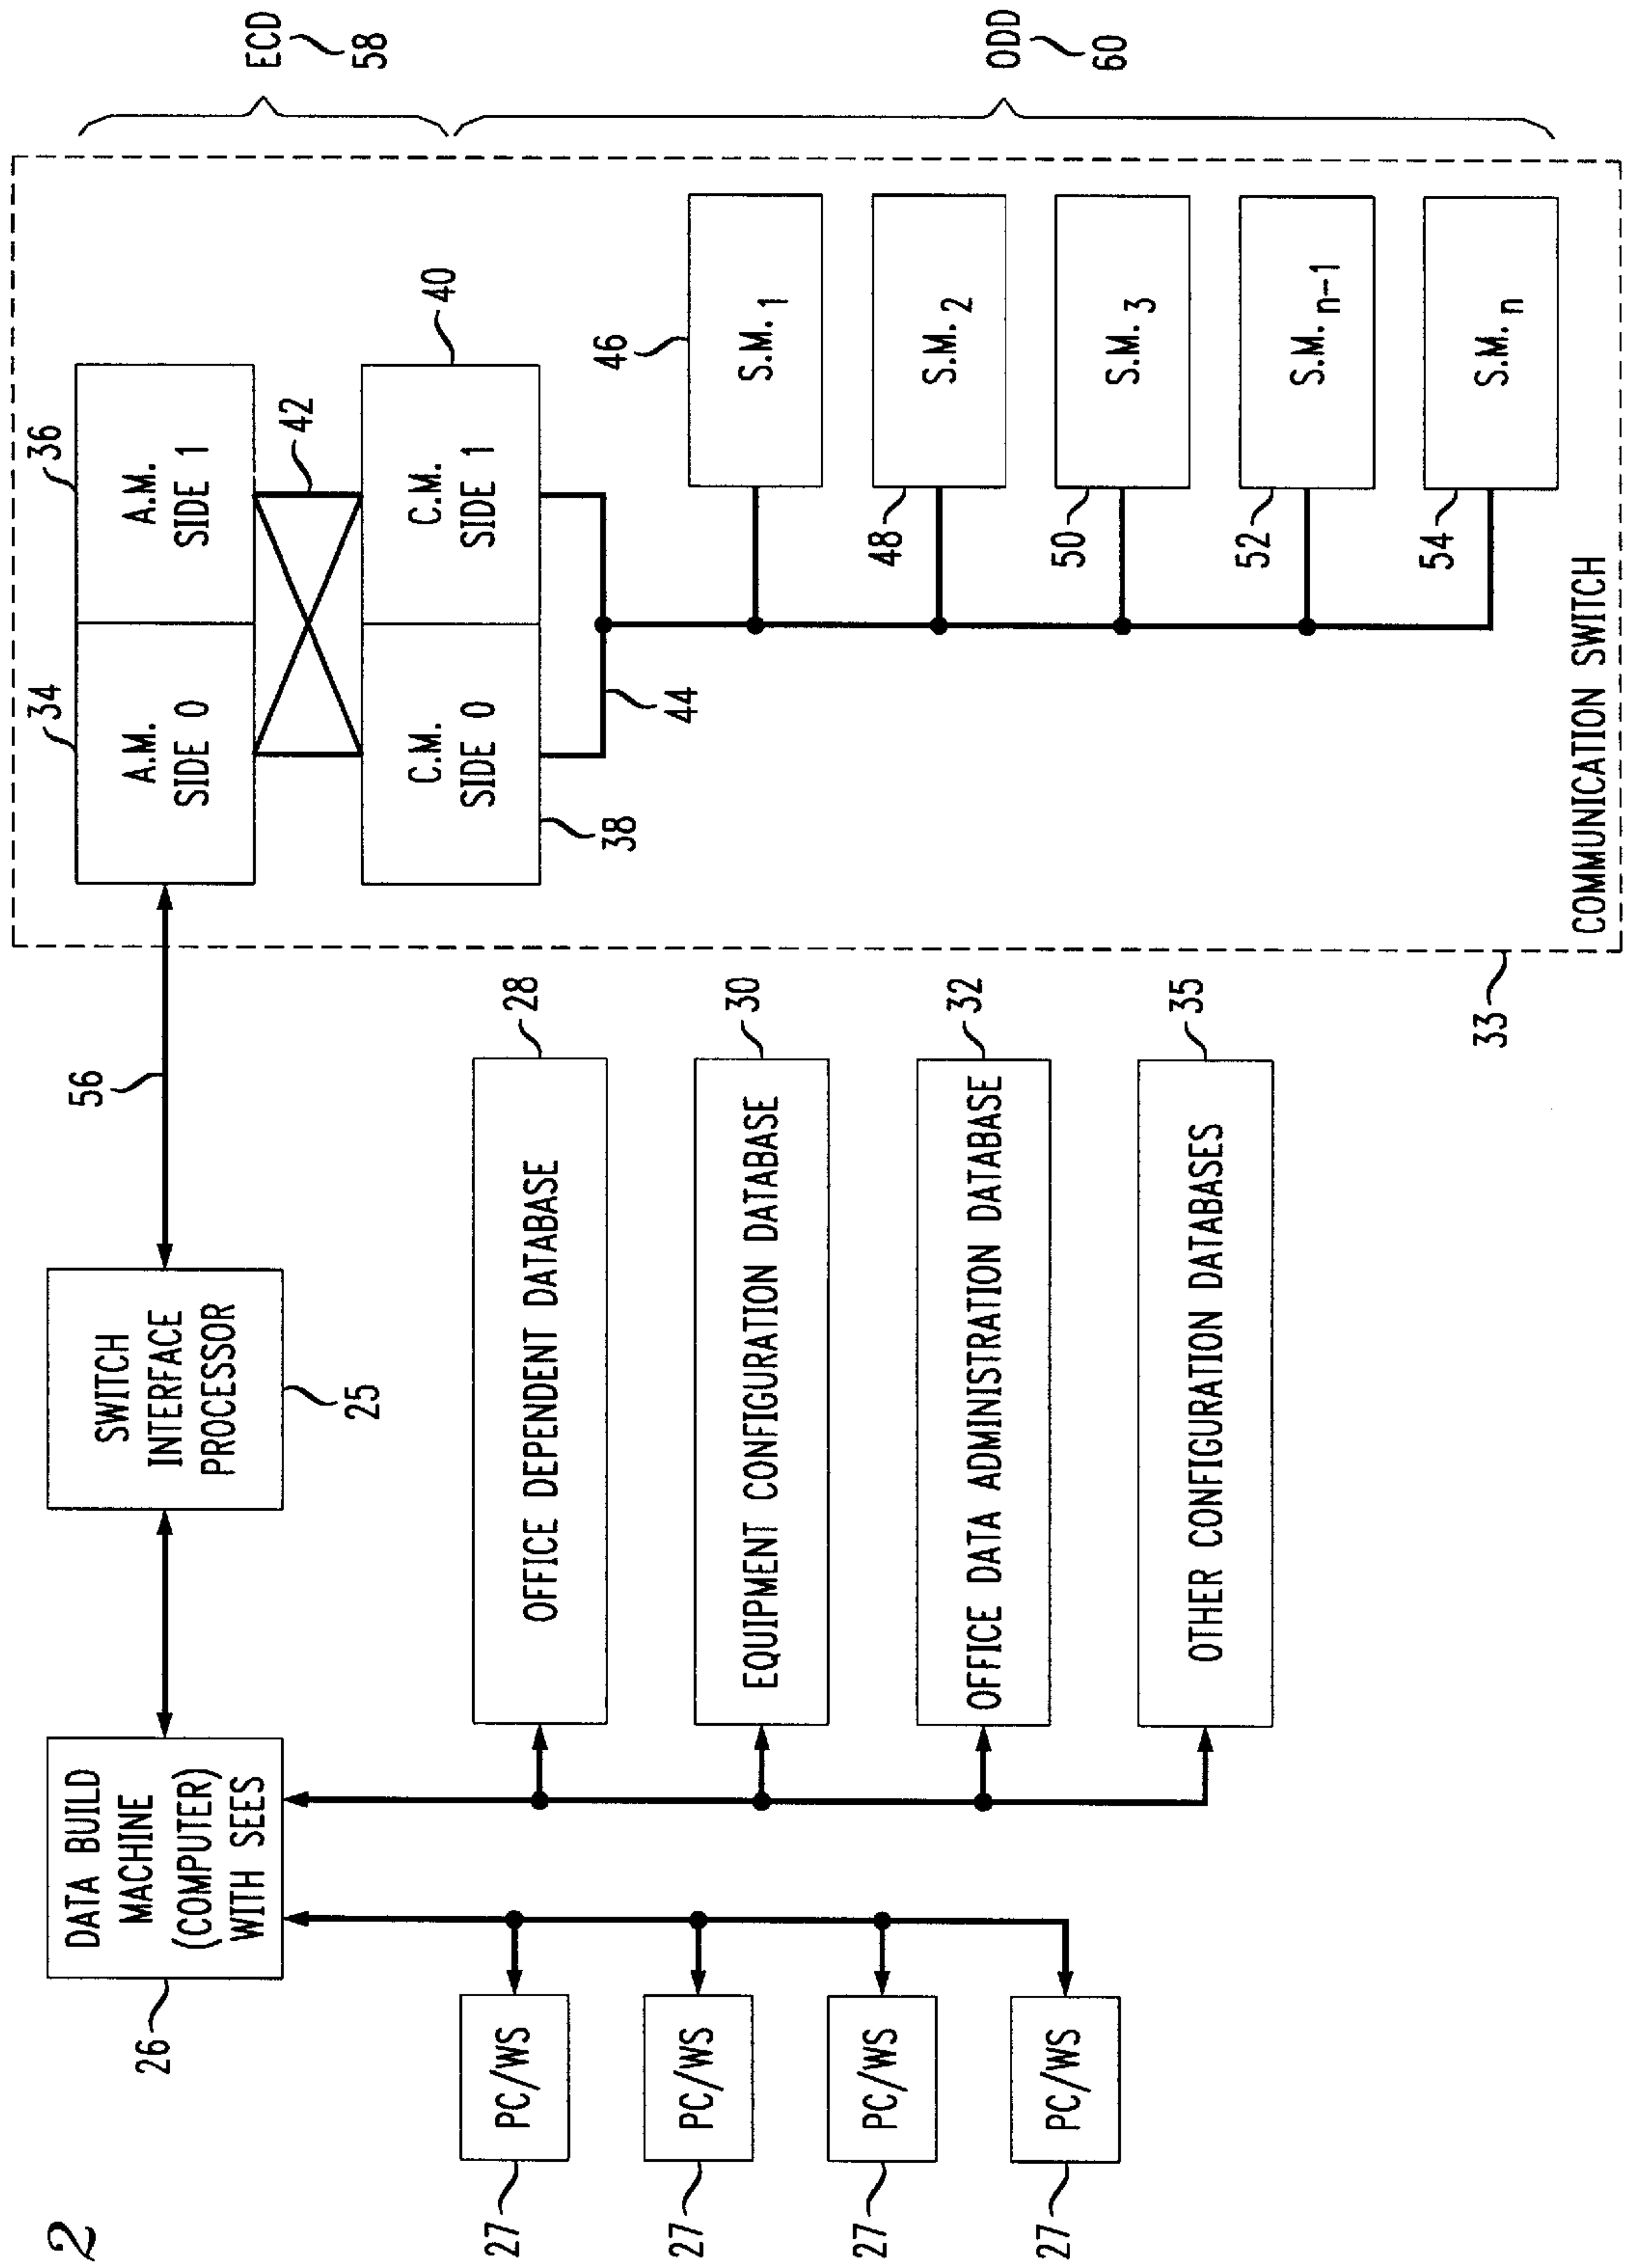 2
26
DATA BUILD
MACHINE
(COMPUTER)
WITH SEES
SWITCH
INTERFACE
PROCESSOR
25
56
27
PC/WS
27
PC/WS
27
PC/WS
27
PC/WS
28
OFFICE DEPENDENT DATABASE
30
EQUIPMENT CONFIGURATION DATABASE
32
OFFICE DATA ADMINISTRATION DATABASE
35
OTHER CONFIGURATION DATABASES
33
34
A.M.
SIDE 0
36
A.M.
SIDE 1
42
38
C.M.
SIDE 0
40
C.M.
SIDE 1
44
46
S.M.1
48
S.M.2
50
S.M.3
52
S.M.n-1
54
S.M.n
COMMUNICATION SWITCH
ECD
58
ODD
60